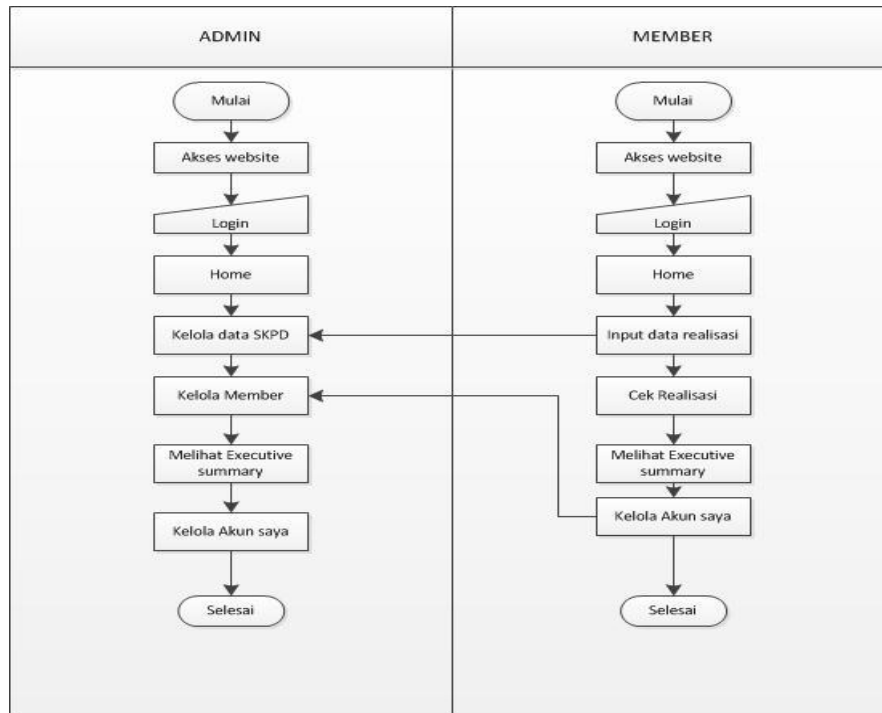 ADMIN
MEMBER
Mulai
Akses website
Login
Home
Kelola data SKPD
Kelola Member
Melihat Executive
summary
Kelola Akun saya
Selesai
Mulai
Akses website
Login
Home
Input data realisasi
Cek Realisasi
Melihat Executive
summary
Kelola Akun saya
Selesai